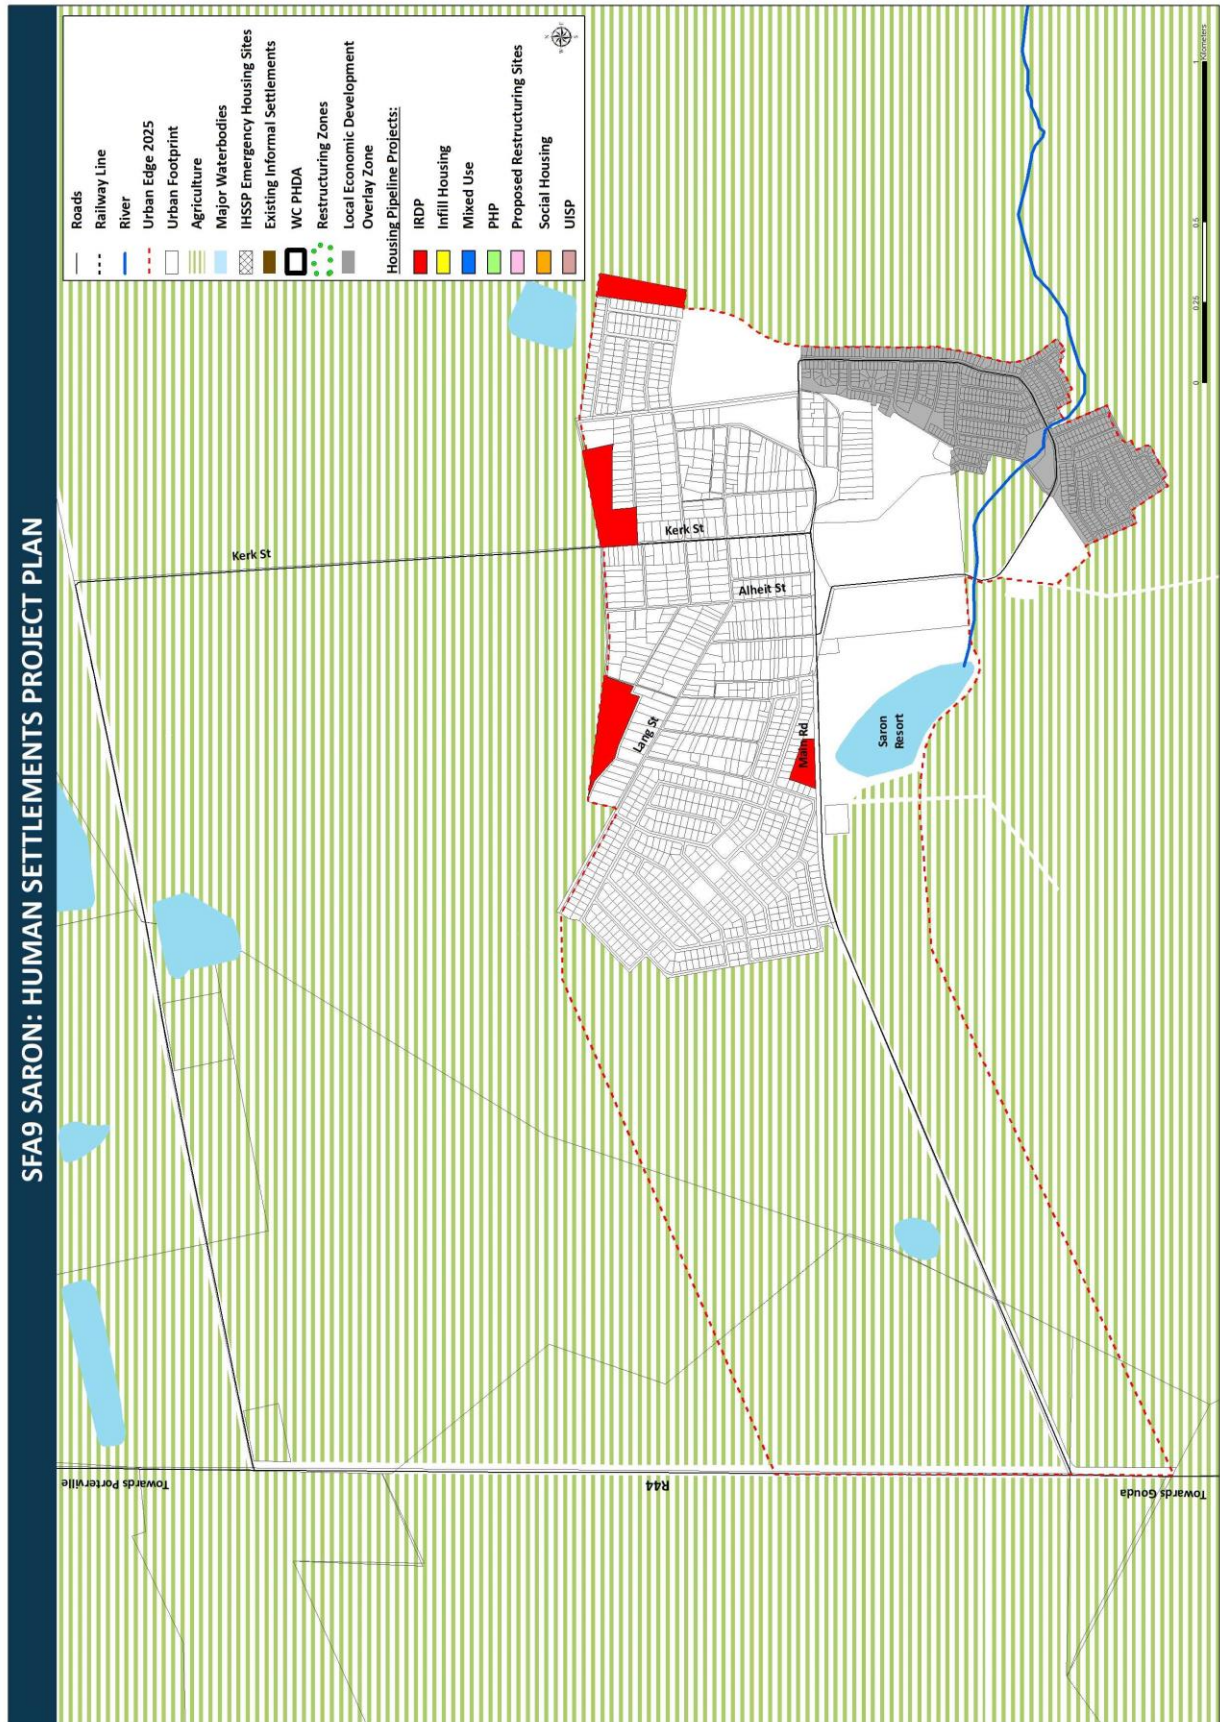 SFA9 SARON: HUMAN SETTLEMENTS PROJECT PLAN
Roads
Railway Line
River
Urban Edge 2025
Urban Footprint
Agriculture
Major Waterbodies
IHSSP Emergency Housing Sites
Existing Informal Settlements
WC PHDA
Restructuring Zones
Local Economic Development
Overlay Zone
Housing Pipeline Projects:
IRDP
Infill Housing
Mixed Use
PHP
Proposed Restructuring Sites
Social Housing
UISP
N
E
S
W
Kerk St
Kerk St
Alheit St
Lang St
Main Rd
Saron
Resort
Towards Porterville
R44
Towards Gouda
0
0.25
0.5
1
Kilometers